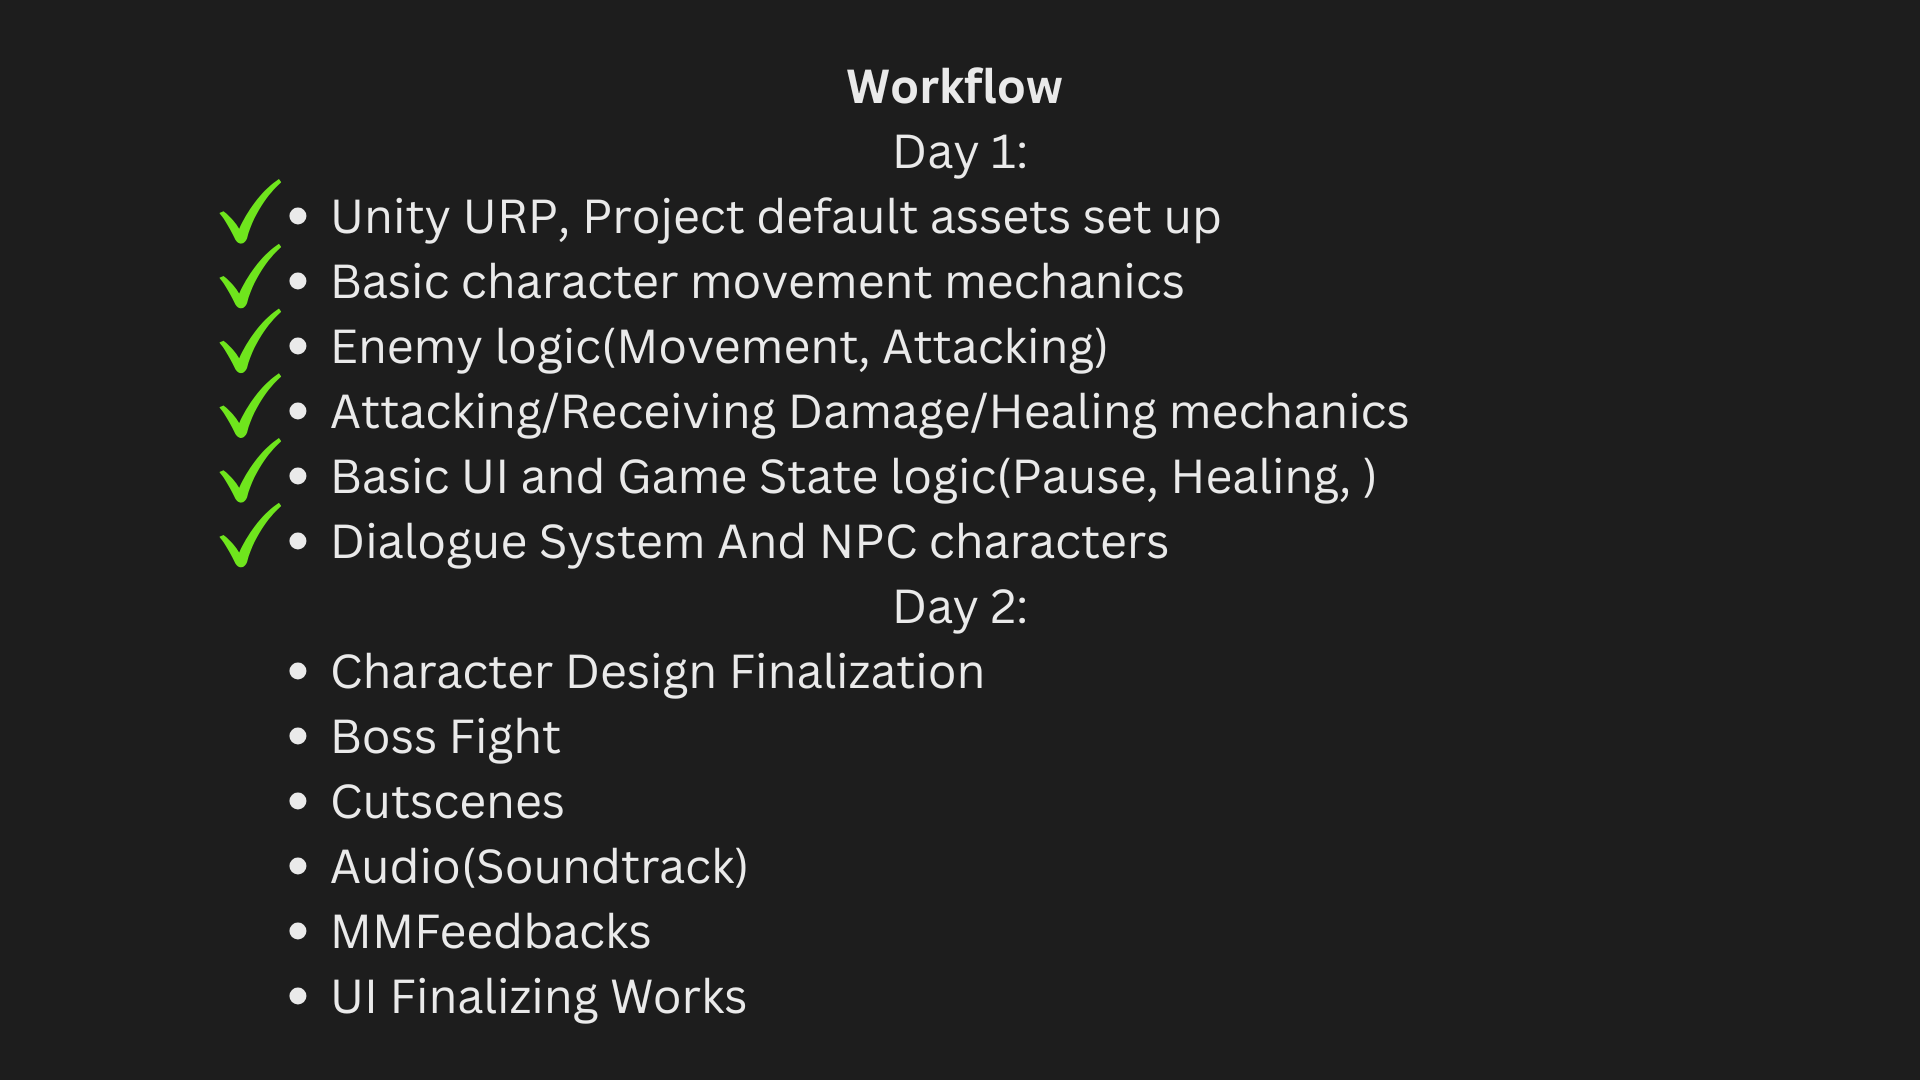 Workflow
Day 1:
• Unity URP, Project default assets set up
• Basic character movement mechanics
• Enemy logic(Movement, Attacking)
• Attacking/Receiving Damage/Healing mechanics
• Basic UI and Game State logic(Pause, Healing, )
• Dialogue System And NPC characters
Day 2:
• Character Design Finalization
• Boss Fight
• Cutscenes
• Audio(Soundtrack)
• MMFeedbacks
• UI Finalizing Works